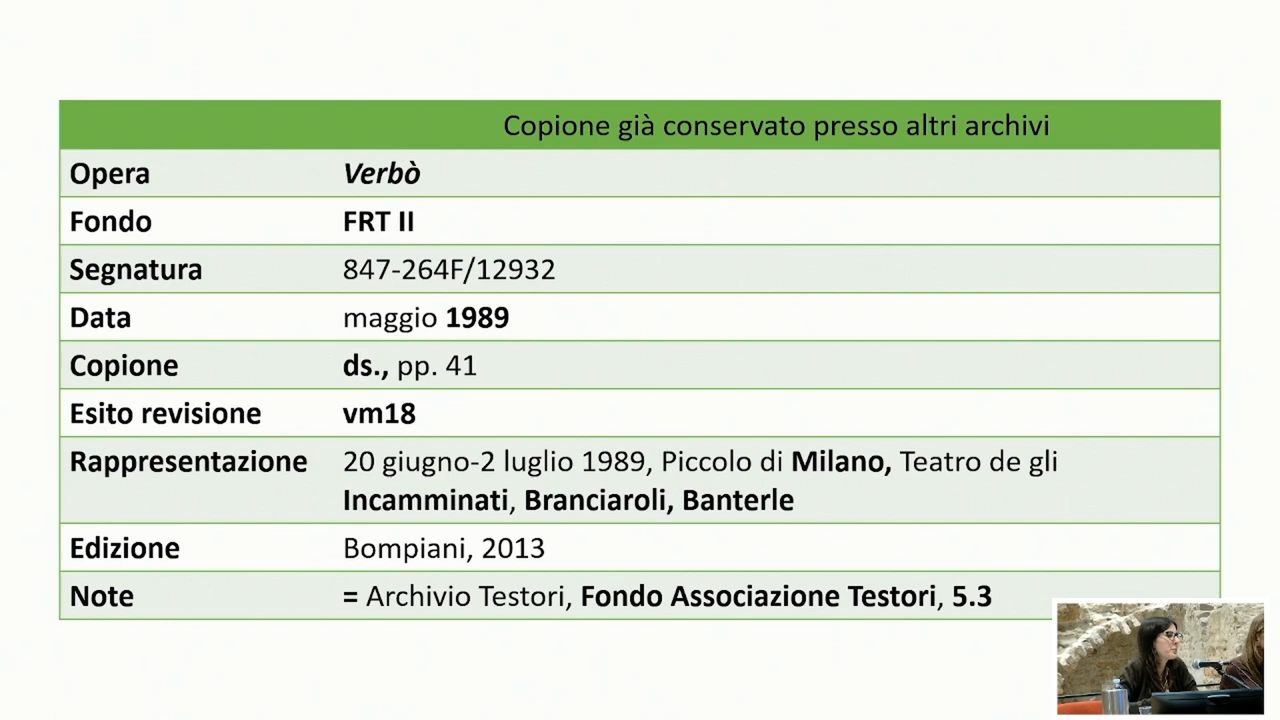 Copione già conservato presso altri archivi
Opera Verbò
Fondo FRT II
Segnatura 847-264F/12932
Data maggio 1989
Copione ds., pp. 41
Esito revisione vm18
Rappresentazione 20 giugno-2 luglio 1989, Piccolo di Milano, Teatro de gli
Incamminati, Branciaroli, Banterle
Edizione Bompiani, 2013
Note = Archivio Testori, Fondo Associazione Testori, 5.3